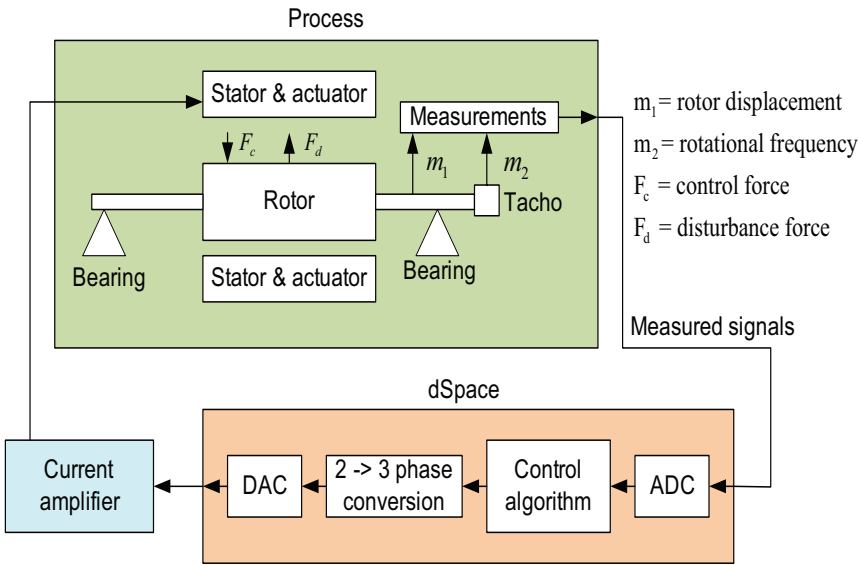 Process
Stator & actuator
Measurements
F_c
F_d
m_1
m_2
Rotor
Tacho
Bearing
Bearing
Stator & actuator
m_1 = rotor displacement
m_2 = rotational frequency
F_c = control force
F_d = disturbance force
Measured signals
dSpace
Current
amplifier
DAC
2 -> 3 phase
conversion
Control
algorithm
ADC